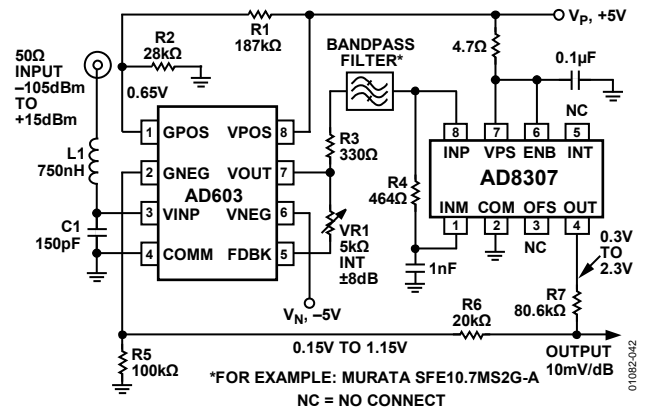 50Ω
INPUT
–105dBm
TO
+15dBm
R2
28kΩ
R1
187kΩ
VP, +5V
0.65V
BANDPASS
FILTER*
4.7Ω
0.1µF
NC
L1
750nH
C1
150pF
1 GPOS VPOS 8
2 GNEG VOUT 7
AD603
3 VINP VNEG 6
4 COMM FDBK 5
R3
330Ω
VR1
5kΩ
INT
±8dB
VN, –5V
R4
464Ω
1nF
8 7 6 5
INP VPS ENB INT
AD8307
INM COM OFS OUT
1 2 3 4
NC
0.3V
TO
2.3V
R7
80.6kΩ
R6
20kΩ
R5
100kΩ
0.15V TO 1.15V
OUTPUT
10mV/dB
*FOR EXAMPLE: MURATA SFE10.7MS2G-A
NC = NO CONNECT
01082-042